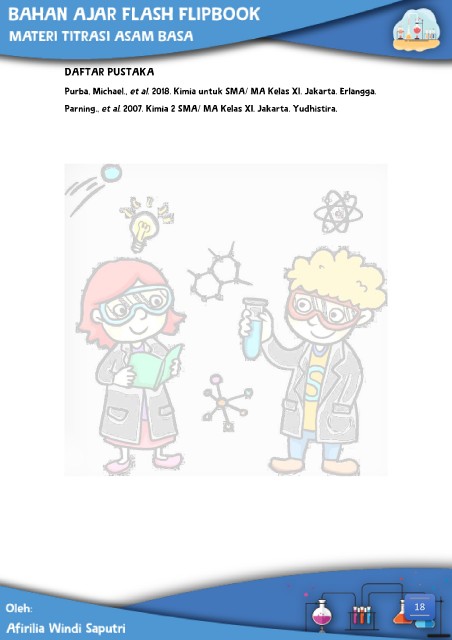 BAHAN AJAR FLASH FLIPBOOK
MATERI TITRASI ASAM BASA
DAFTAR PUSTAKA
Purba, Michael., et al. 2018. Kimia untuk SMA/ MA Kelas XI. Jakarta. Erlangga.
Parning., et al. 2007. Kimia 2 SMA/ MA Kelas XI. Jakarta. Yudhistira.
S
18
Oleh:
Afirilia Windi Saputri